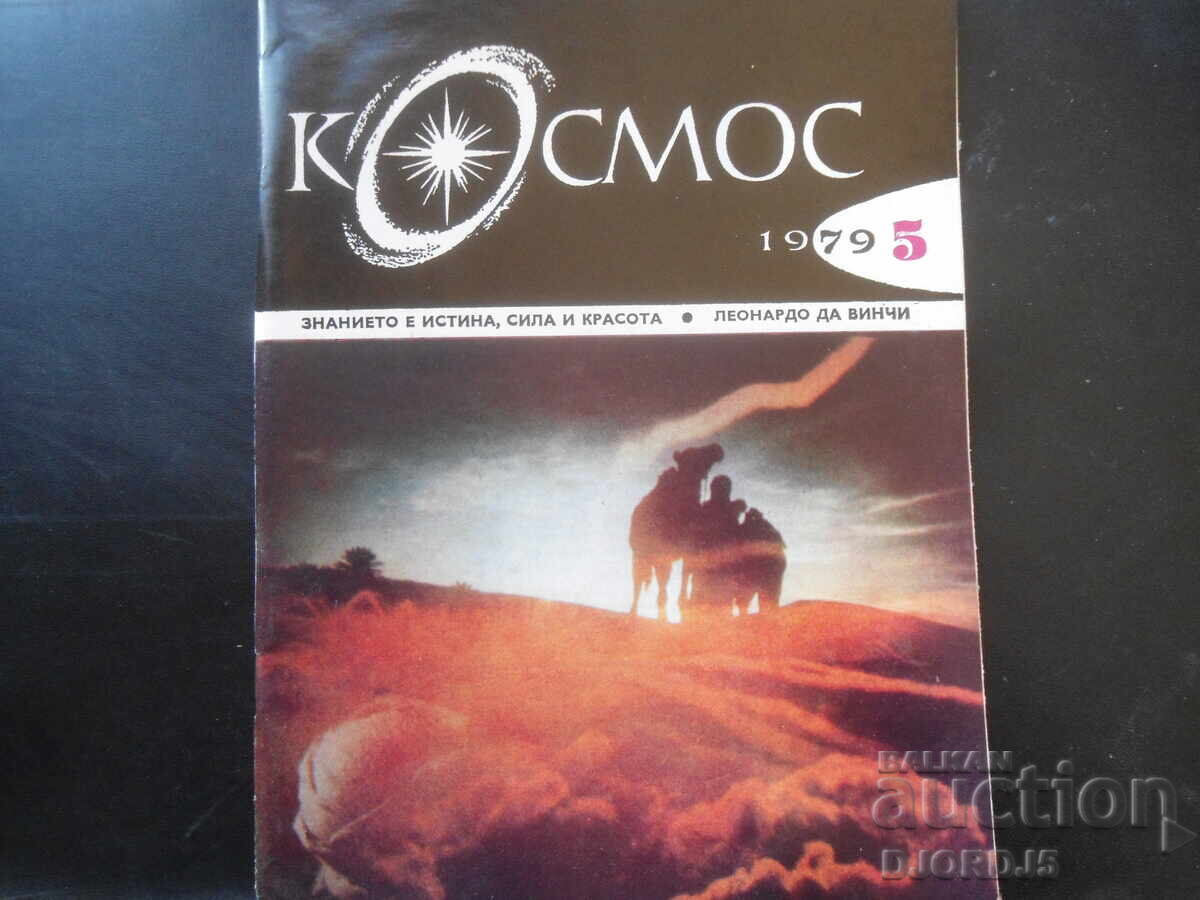 КОСМОС
1979 5
ЗНАНИЕТО Е ИСТИНА, СИЛА И КРАСОТА • ЛЕОНАРДО ДА ВИНЧИ
BALKAN
auction
DJORDJ5